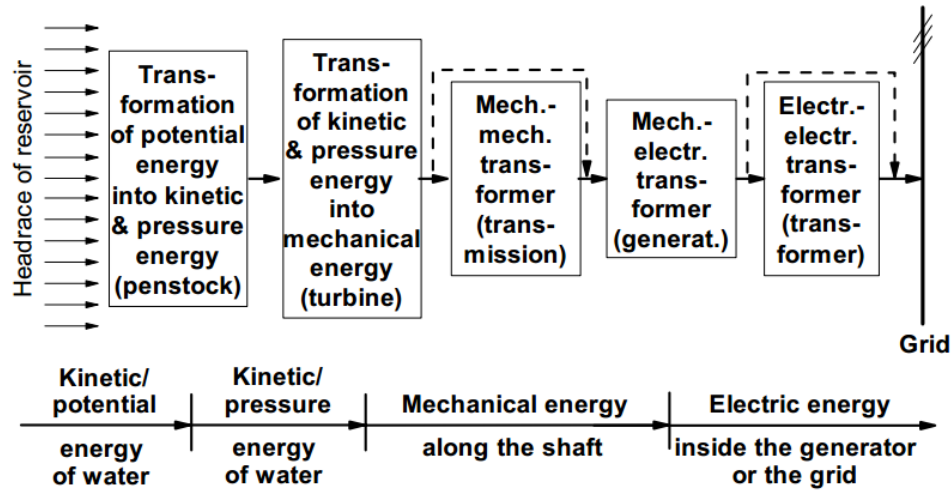 Headrace of reservoir
Trans-
formation
of potential
energy
into kinetic
& pressure
energy
(penstock)
Trans-
formation
of kinetic
& pressure
energy
into
mechanical
energy
(turbine)
Mech.-
mech.
trans-
former
(trans-
mission)
Mech.-
electr.
trans-
former
(generat.)
Electr.-
electr.
trans-
former
(trans-
former)
Grid
Kinetic/
potential
energy
of water
Kinetic/
pressure
energy
of water
Mechanical energy
along the shaft
Electric energy
inside the generator
or the grid